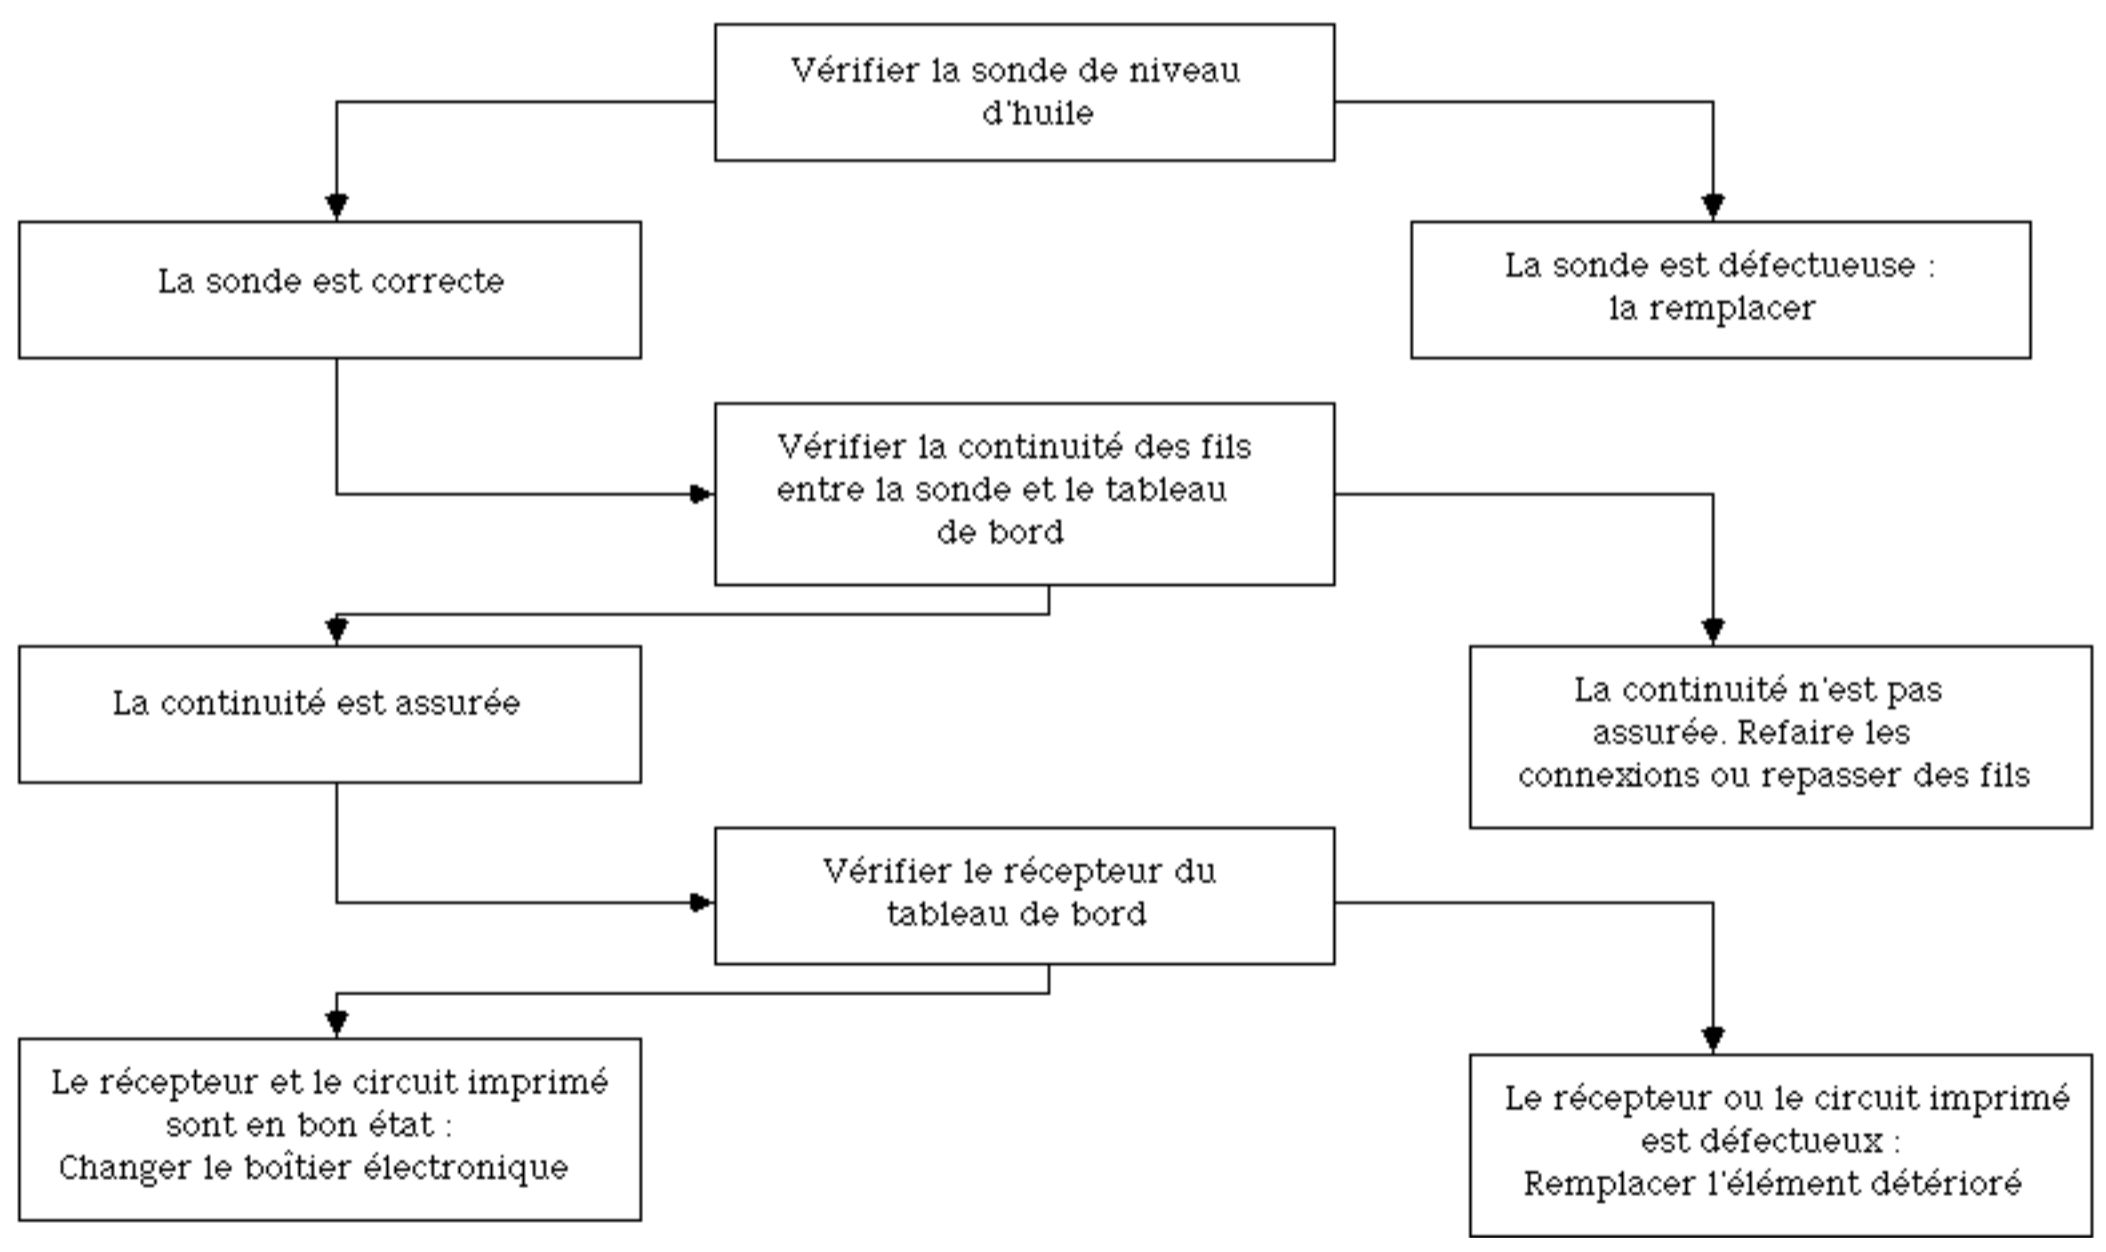 Vérifier la sonde de niveau
d'huile
La sonde est correcte
La sonde est défectueuse :
la remplacer
Vérifier la continuité des fils
entre la sonde et le tableau
de bord
La continuité est assurée
La continuité n'est pas
assurée. Refaire les
connexions ou repasser des fils
Vérifier le récepteur du
tableau de bord
Le récepteur et le circuit imprimé
sont en bon état :
Changer le boîtier électronique
Le récepteur ou le circuit imprimé
est défectueux :
Remplacer l'élément détérioré